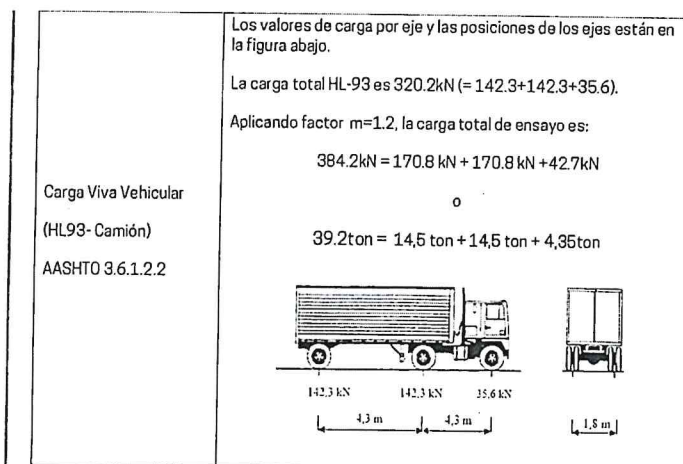 Los valores de carga por eje y las posiciones de los ejes están en
la figura abajo.
La carga total HL-93 es 320.2kN (= 142.3+142.3+35.6).
Aplicando factor m=1.2, la carga total de ensayo es:
384.2kN = 170.8 kN + 170.8 kN +42.7kN
o
39.2ton = 14,5 ton + 14,5 ton + 4,35ton
Carga Viva Vehicular
(HL93- Camión)
AASHTO 3.6.1.2.2
142,3 kN 142,3 kN 35,6 kN
4,3 m 4,3 m 1,8 m